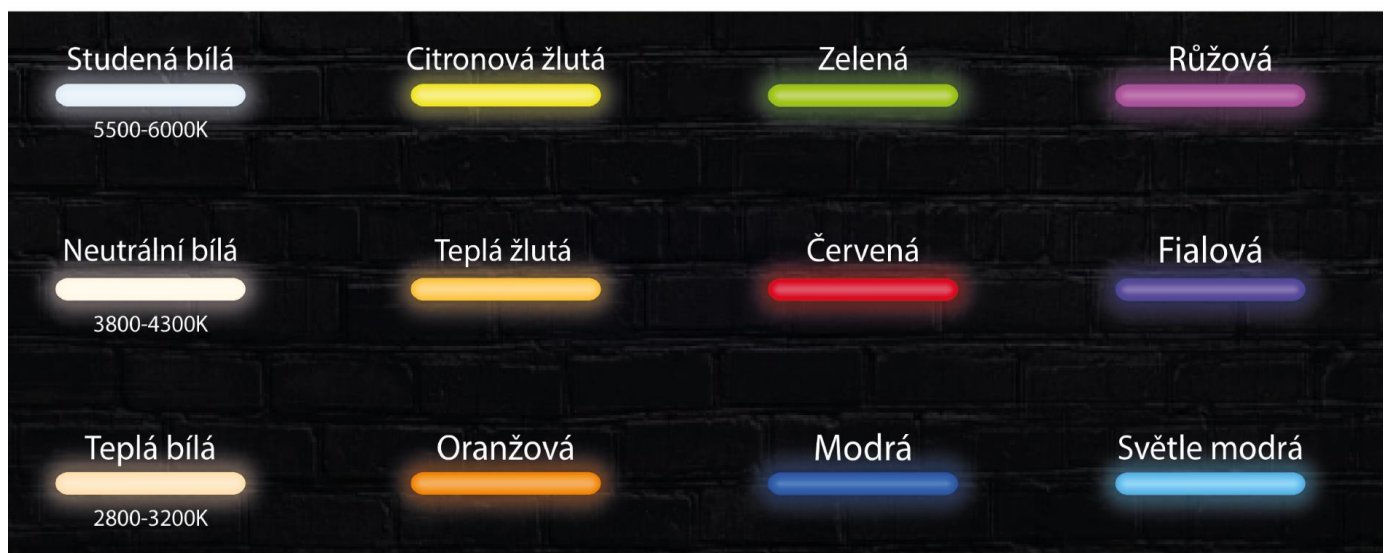 Studená bílá
5500-6000K
Citronová žlutá
Zelená
Růžová
Neutrální bílá
3800-4300K
Teplá žlutá
Červená
Fialová
Teplá bílá
2800-3200K
Oranžová
Modrá
Světle modrá